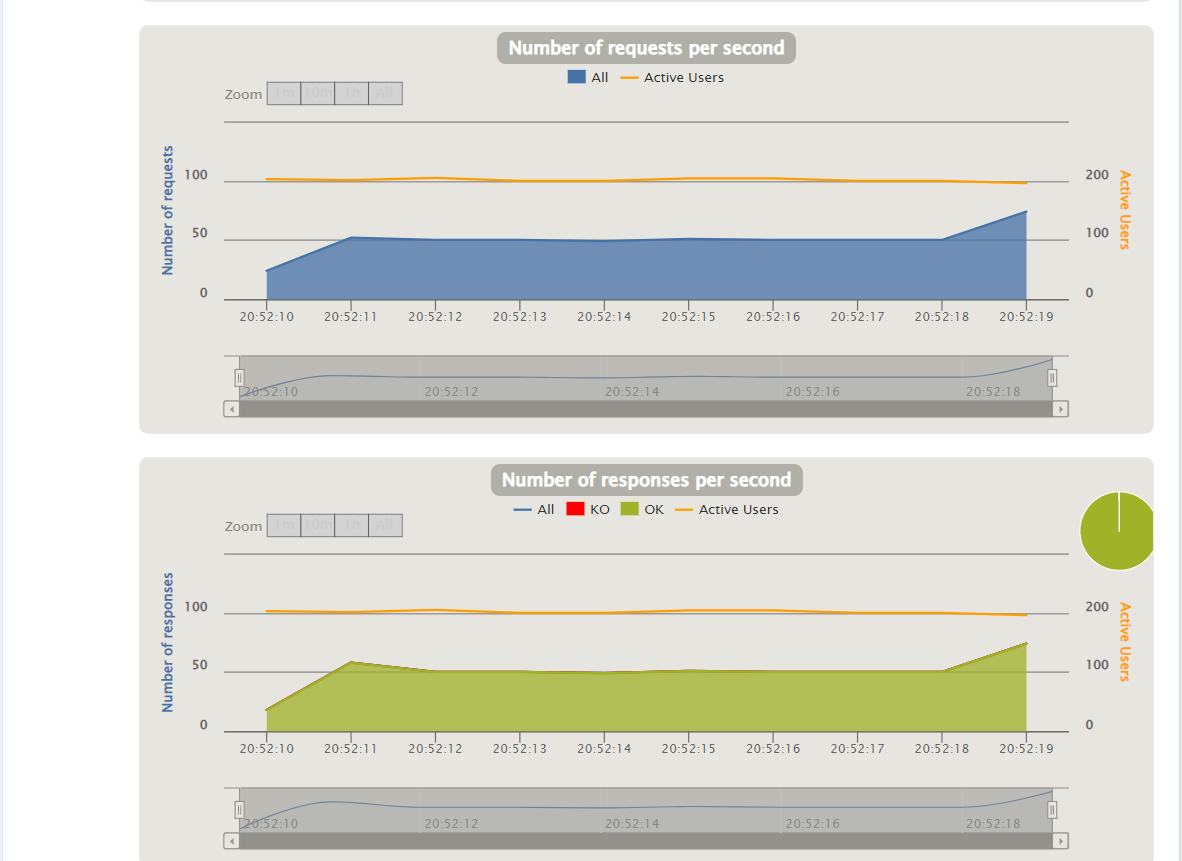 Number of requests per second
All Active Users
Zoom 1m 10m 1h All
Number of requests
100
50
0
200
100
0
Active Users
20:52:10 20:52:11 20:52:12 20:52:13 20:52:14 20:52:15 20:52:16 20:52:17 20:52:18 20:52:19
20:52:10 20:52:12 20:52:14 20:52:16 20:52:18
Number of responses per second
All KO OK Active Users
Zoom 1m 10m 1h All
Number of responses
100
50
0
200
100
0
Active Users
20:52:10 20:52:11 20:52:12 20:52:13 20:52:14 20:52:15 20:52:16 20:52:17 20:52:18 20:52:19
20:52:10 20:52:12 20:52:14 20:52:16 20:52:18